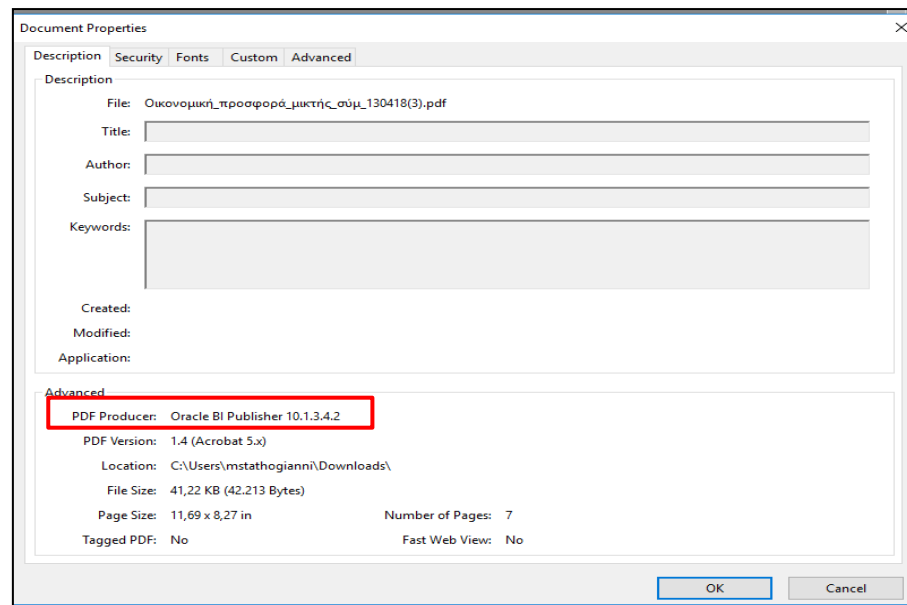 Document Properties
Description Security Fonts Custom Advanced
Description
File: Οικονομική_προσφορά_μικτής_σύμ_130418(3).pdf
Title:
Author:
Subject:
Keywords:
Created:
Modified:
Application:
Advanced
PDF Producer: Oracle BI Publisher 10.1.3.4.2
PDF Version: 1.4 (Acrobat 5.x)
Location: C:\Users\mstathogianni\Downloads\
File Size: 41,22 KB (42.213 Bytes)
Page Size: 11,69 x 8,27 in Number of Pages: 7
Tagged PDF: No Fast Web View: No
OK Cancel